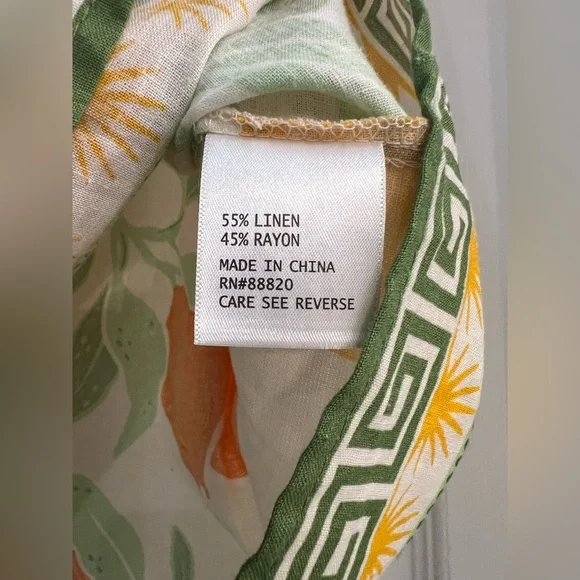 55% LINEN
45% RAYON
MADE IN CHINA
RN#88820
CARE SEE REVERSE